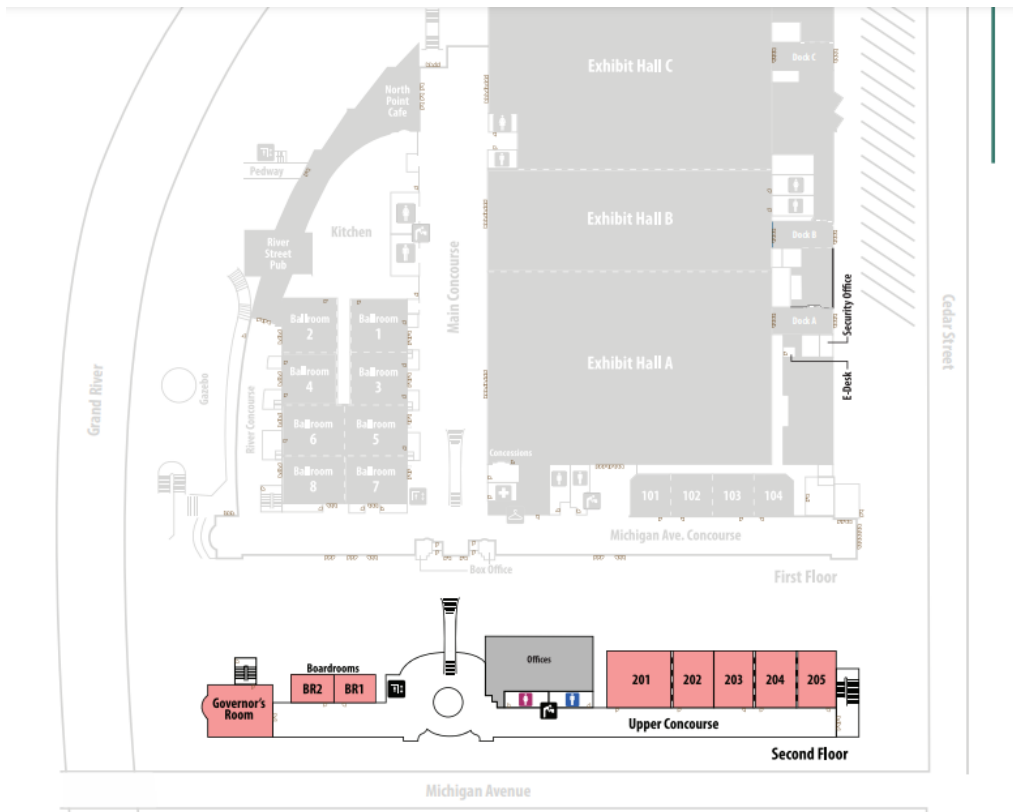 Exhibit Hall C
Dock C
North
Point
Cafe
Pedway
Exhibit Hall B
Kitchen
River
Street
Pub
Main Concourse
Dock B
Security Office
Cedar Street
Ballroom
2
Ballroom
1
Dock A
Exhibit Hall A
E-Desk
Grand River
Gazebo
River Concourse
Ballroom
4
Ballroom
3
Ballroom
6
Ballroom
5
Concessions
Ballroom
8
Ballroom
7
101
102
103
104
Michigan Ave. Concourse
Box Office
First Floor
Boardrooms
BR2
BR1
Offices
201
202
203
204
205
Governor's
Room
Upper Concourse
Second Floor
Michigan Avenue